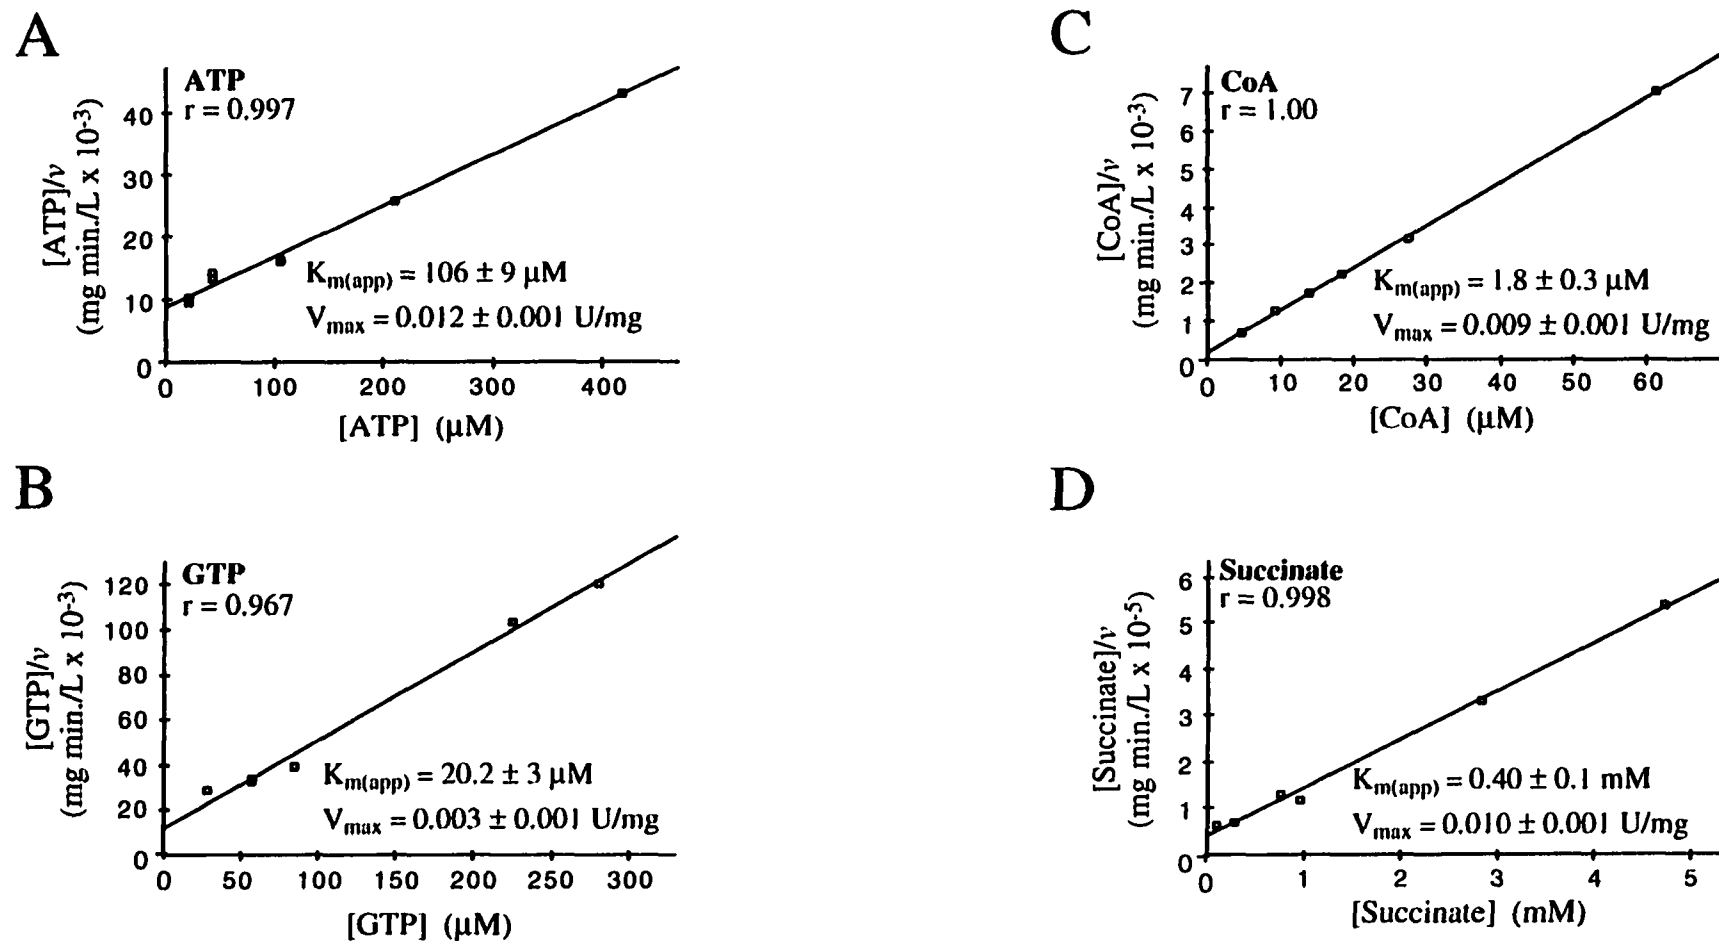 A
ATP
r = 0.997
[ATP]/v
(mg min./L x 10⁻³)
40
30
20
10
0
0 100 200 300 400
[ATP] (µM)
Km(app) = 106 ± 9 µM
Vmax = 0.012 ± 0.001 U/mg
B
GTP
r = 0.967
[GTP]/v
(mg min./L x 10⁻³)
120
100
80
60
40
20
0
0 50 100 150 200 250 300
[GTP] (µM)
Km(app) = 20.2 ± 3 µM
Vmax = 0.003 ± 0.001 U/mg
C
CoA
r = 1.00
[CoA]/v
(mg min./L x 10⁻³)
7
6
5
4
3
2
1
0
0 10 20 30 40 50 60
[CoA] (µM)
Km(app) = 1.8 ± 0.3 µM
Vmax = 0.009 ± 0.001 U/mg
D
Succinate
r = 0.998
[Succinate]/v
(mg min./L x 10⁻⁵)
6
5
4
3
2
1
0
0 1 2 3 4 5
[Succinate] (mM)
Km(app) = 0.40 ± 0.1 mM
Vmax = 0.010 ± 0.001 U/mg